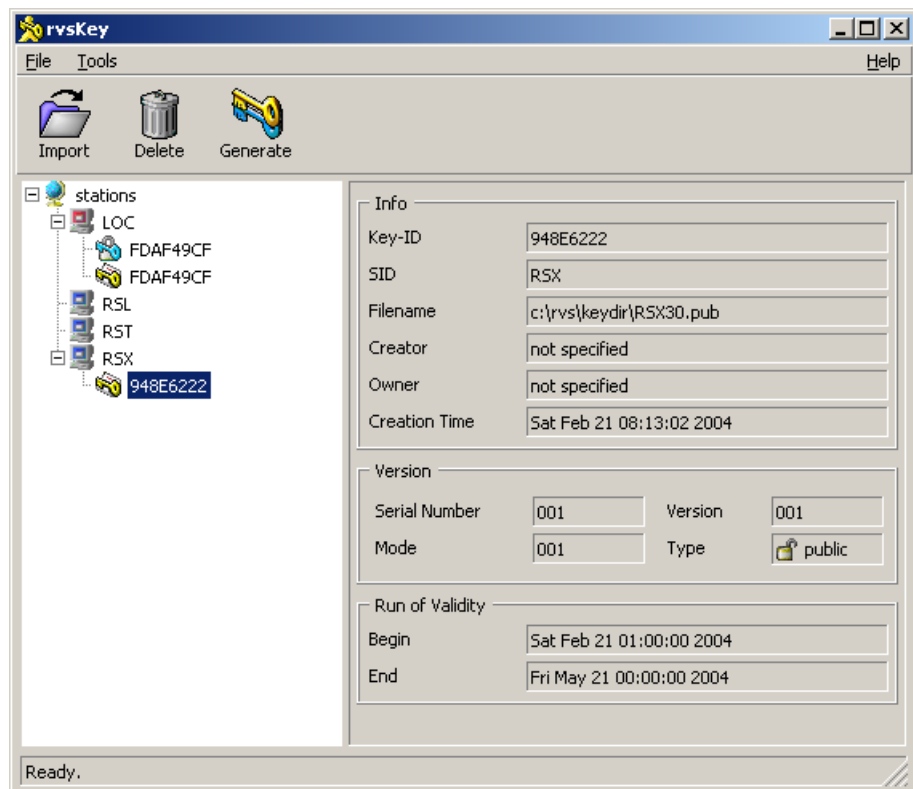 rvsKey
File Tools Help
Import Delete Generate
stations
LOC
FDAF49CF
FDAF49CF
RSL
RST
RSX
948E6222
Info
Key-ID 948E6222
SID RSX
Filename c:\rvs\keydir\RSX30.pub
Creator not specified
Owner not specified
Creation Time Sat Feb 21 08:13:02 2004
Version
Serial Number 001 Version 001
Mode 001 Type public
Run of Validity
Begin Sat Feb 21 01:00:00 2004
End Fri May 21 00:00:00 2004
Ready.